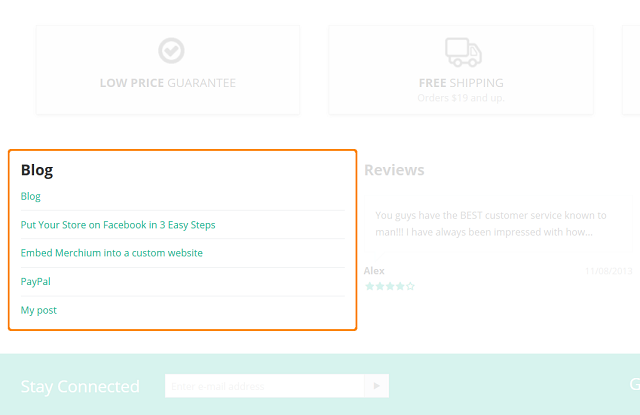 LOW PRICE GUARANTEE
FREE SHIPPING
Orders $19 and up.
Blog
Blog
Put Your Store on Facebook in 3 Easy Steps
Embed Merchium into a custom website
PayPal
My post
Reviews
You guys have the BEST customer service known to
man!!! I have always been impressed with how...
Alex 11/08/2013
Stay Connected
Enter e-mail address
G